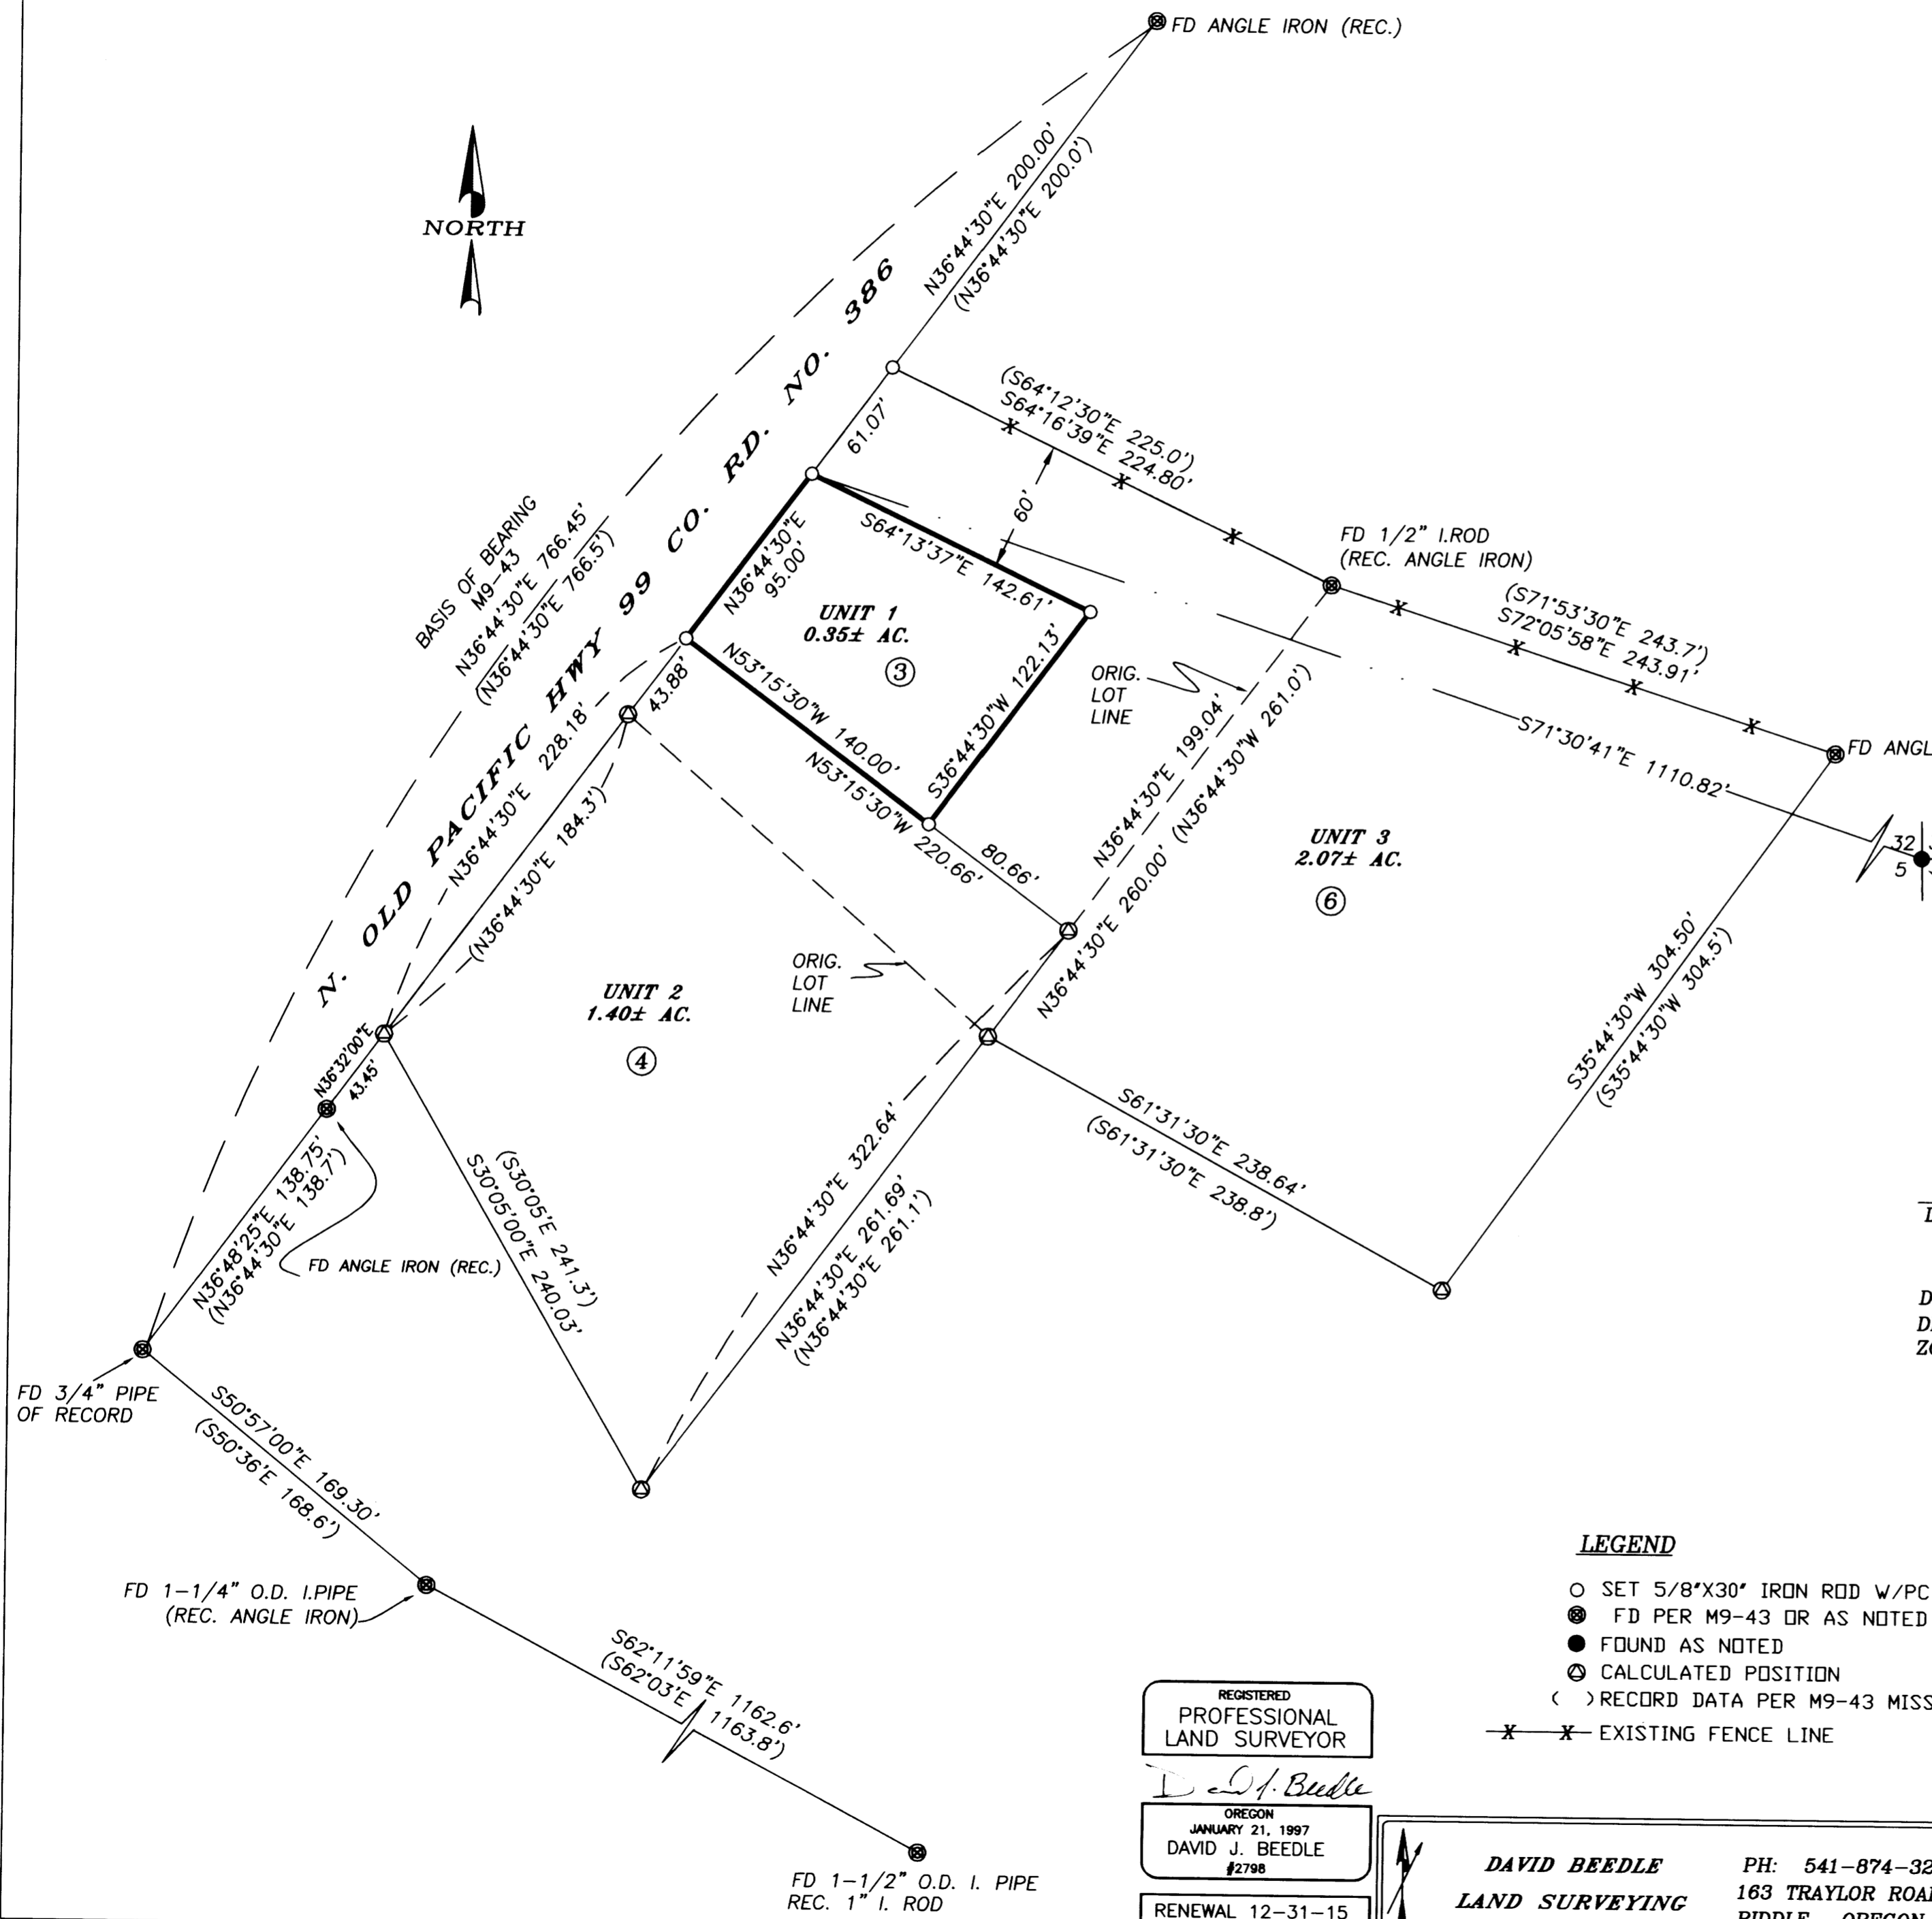 FD ANGLE IRON (REC.)
NORTH
N36°44'30"E 200.00'
(N36°44'30"E 200.0')
N. OLD PACIFIC HWY 99 CO. RD. NO. 386
61.07'
(S64°12'30"E 225.0')
S64°16'39"E 224.80'
60'
BASIS OF BEARING
M9-43
N36°44'30"E 766.45'
(N36°44'30"E 766.5')
N36°44'30"E
95.00'
S64°13'37"E 142.61'
FD 1/2" I.ROD
(REC. ANGLE IRON)
(S71°53'30"E 243.7')
S72°05'58"E 243.91'
UNIT 1
0.35± AC.
3
S36°44'30"W 122.13'
N53°15'30"W 140.00'
N53°15'30"W 220.66'
80.66'
43.88'
N36°44'30"E 228.18'
(N36°44'30"E 184.3')
ORIG.
LOT
LINE
N36°44'30"E 199.04'
N36°44'30"E 260.00' (N36°44'30"W 261.0')
S71°30'41"E 1110.82'
FD ANGL
32
5
UNIT 3
2.07± AC.
6
S35°44'30"W 304.50'
(S35°44'30"W 304.5')
ORIG.
LOT
LINE
UNIT 2
1.40± AC.
4
N36°32'00"E
43.45'
N36°48'25"E 138.75'
(N36°44'30"E 138.7')
FD ANGLE IRON (REC.)
(S30°05'E 241.3')
S30°05'00"E 240.03'
N36°44'30"E 322.64'
N36°44'30"E 261.69'
(N36°44'30"E 261.1')
S61°31'30"E 238.64'
(S61°31'30"E 238.8')
FD 3/4" PIPE
OF RECORD
S50°57'00"E 169.30'
(S50°36'E 168.6')
FD 1-1/4" O.D. I.PIPE
(REC. ANGLE IRON)
S62°11'59"E 1162.6'
(S62°03'E 1163.8')
FD 1-1/2" O.D. I. PIPE
REC. 1" I. ROD
LEGEND
SET 5/8"X30" IRON ROD W/PC
FD PER M9-43 OR AS NOTED
FOUND AS NOTED
CALCULATED POSITION
( ) RECORD DATA PER M9-43 MISS
X X EXISTING FENCE LINE
REGISTERED
PROFESSIONAL
LAND SURVEYOR
David J. Beedle
OREGON
JANUARY 21, 1997
DAVID J. BEEDLE
#2798
RENEWAL 12-31-15
DAVID BEEDLE
LAND SURVEYING
PH: 541-874-32
163 TRAYLOR ROA
RIDDLE, OREGON